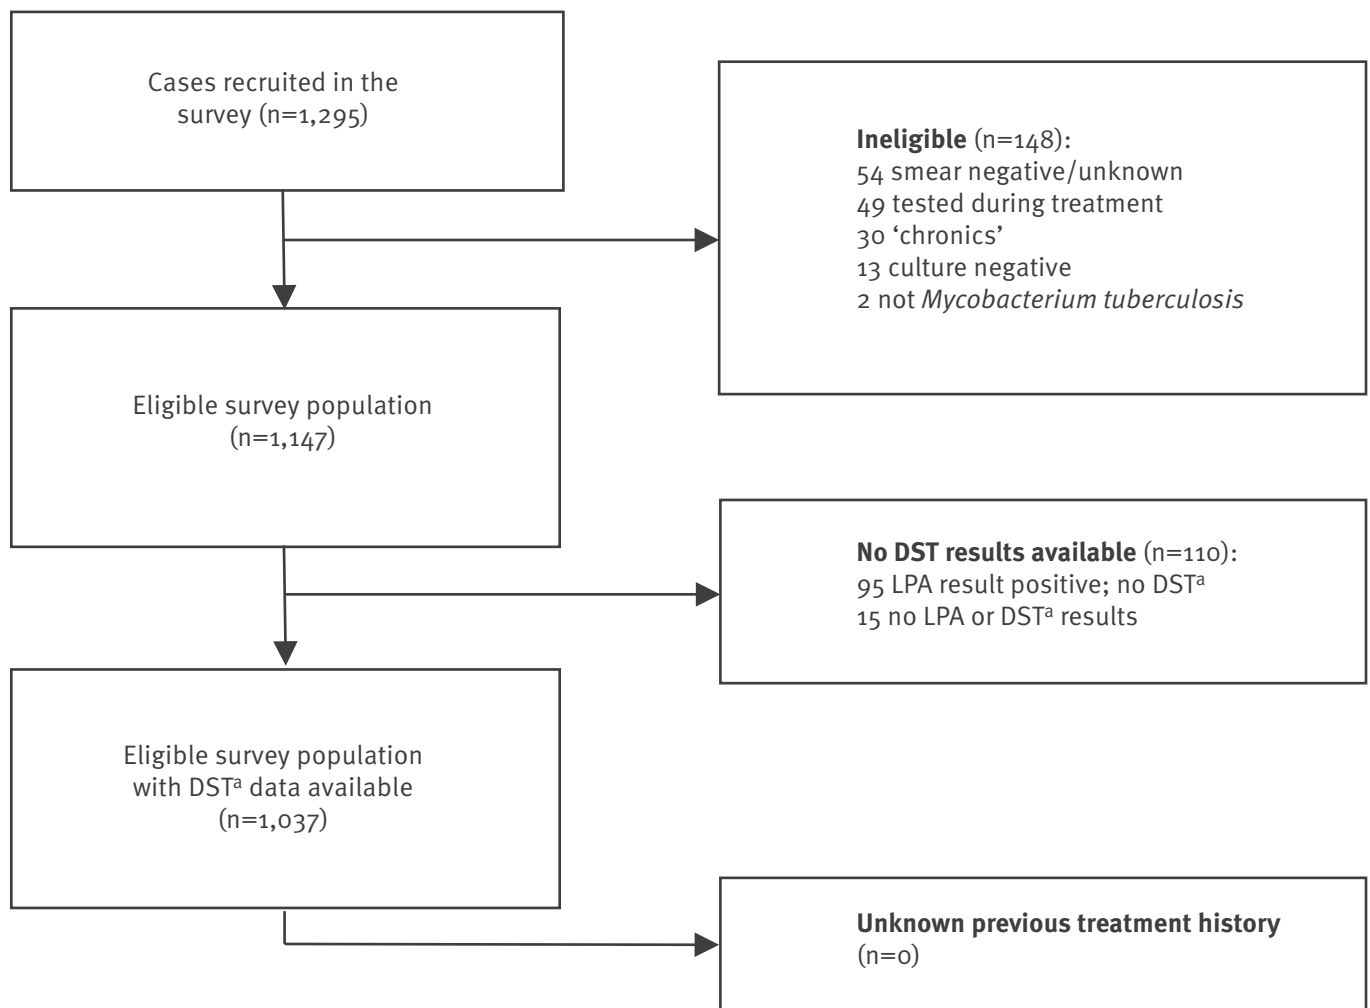 Cases recruited in the
survey (n=1,295)
Ineligible (n=148):
54 smear negative/unknown
49 tested during treatment
30 ‘chronics’
13 culture negative
2 not Mycobacterium tuberculosis
Eligible survey population
(n=1,147)
No DST results available (n=110):
95 LPA result positive; no DSTᵃ
15 no LPA or DSTᵃ results
Eligible survey population
with DSTᵃ data available
(n=1,037)
Unknown previous treatment history
(n=0)